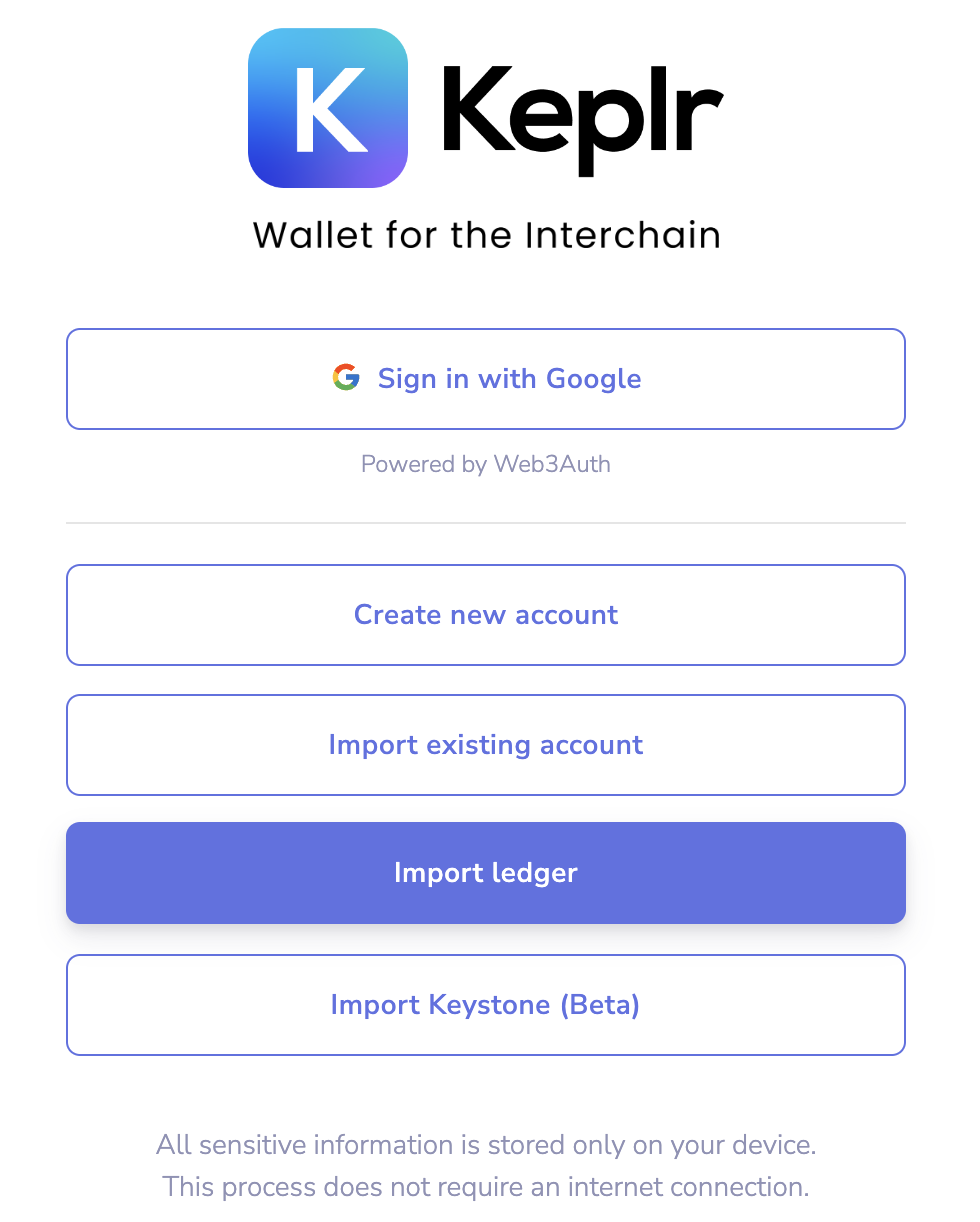 K Keplr
Wallet for the Interchain
Sign in with Google
Powered by Web3Auth
Create new account
Import existing account
Import ledger
Import Keystone (Beta)
All sensitive information is stored only on your device.
This process does not require an internet connection.